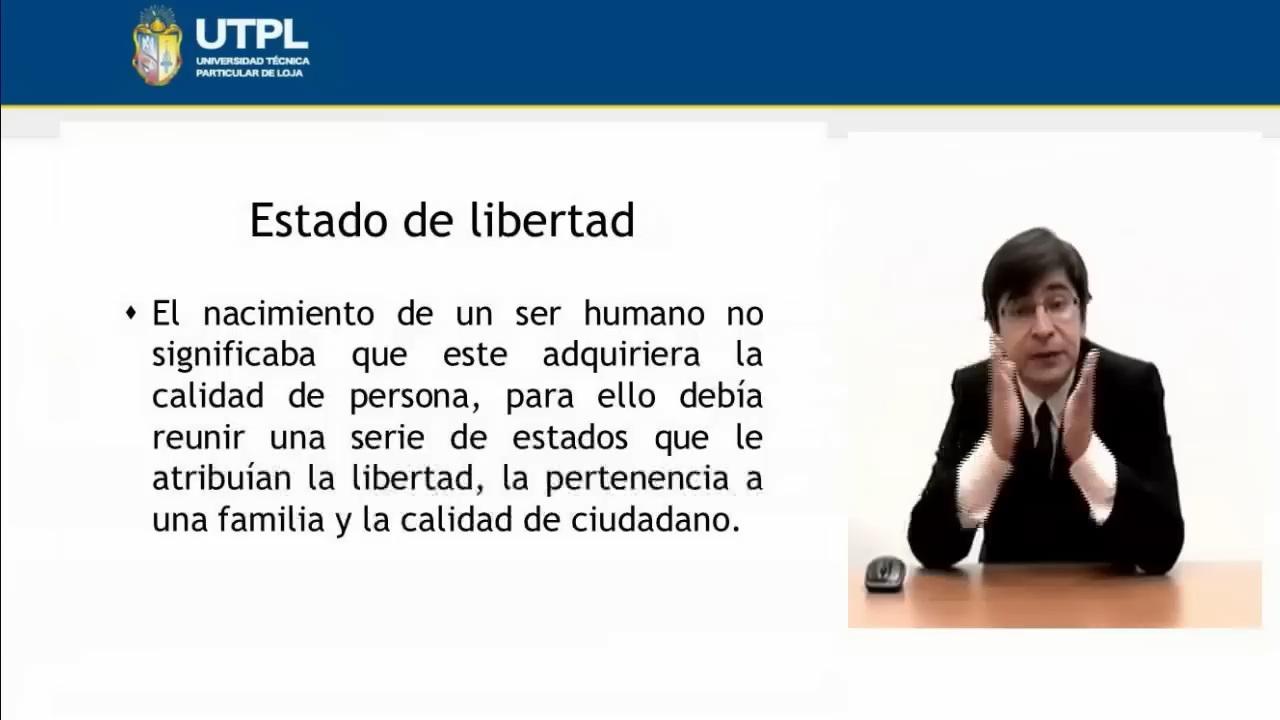 UTPL
UNIVERSIDAD TÉCNICA
PARTICULAR DE LOJA
Estado de libertad
El nacimiento de un ser humano no
significaba que este adquiriera la
calidad de persona, para ello debía
reunir una serie de estados que le
atribuían la libertad, la pertenencia a
una familia y la calidad de ciudadano.